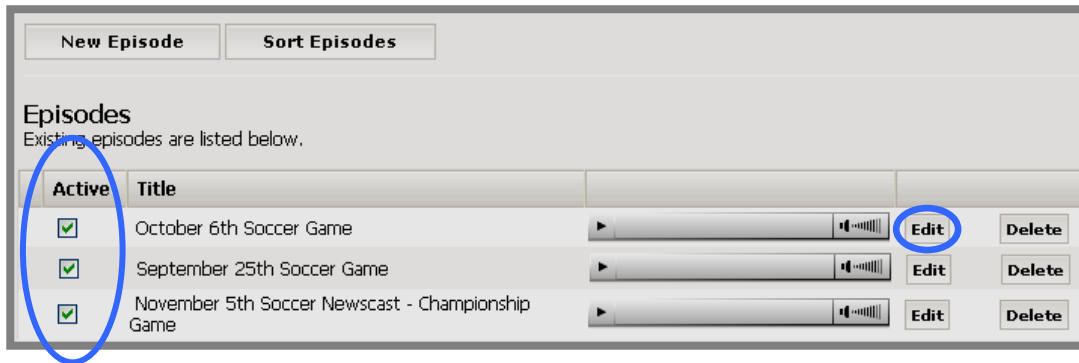 New Episode Sort Episodes
Episodes
Existing episodes are listed below.
Active Title
October 6th Soccer Game Edit Delete
September 25th Soccer Game Edit Delete
November 5th Soccer Newscast - Championship
Game Edit Delete